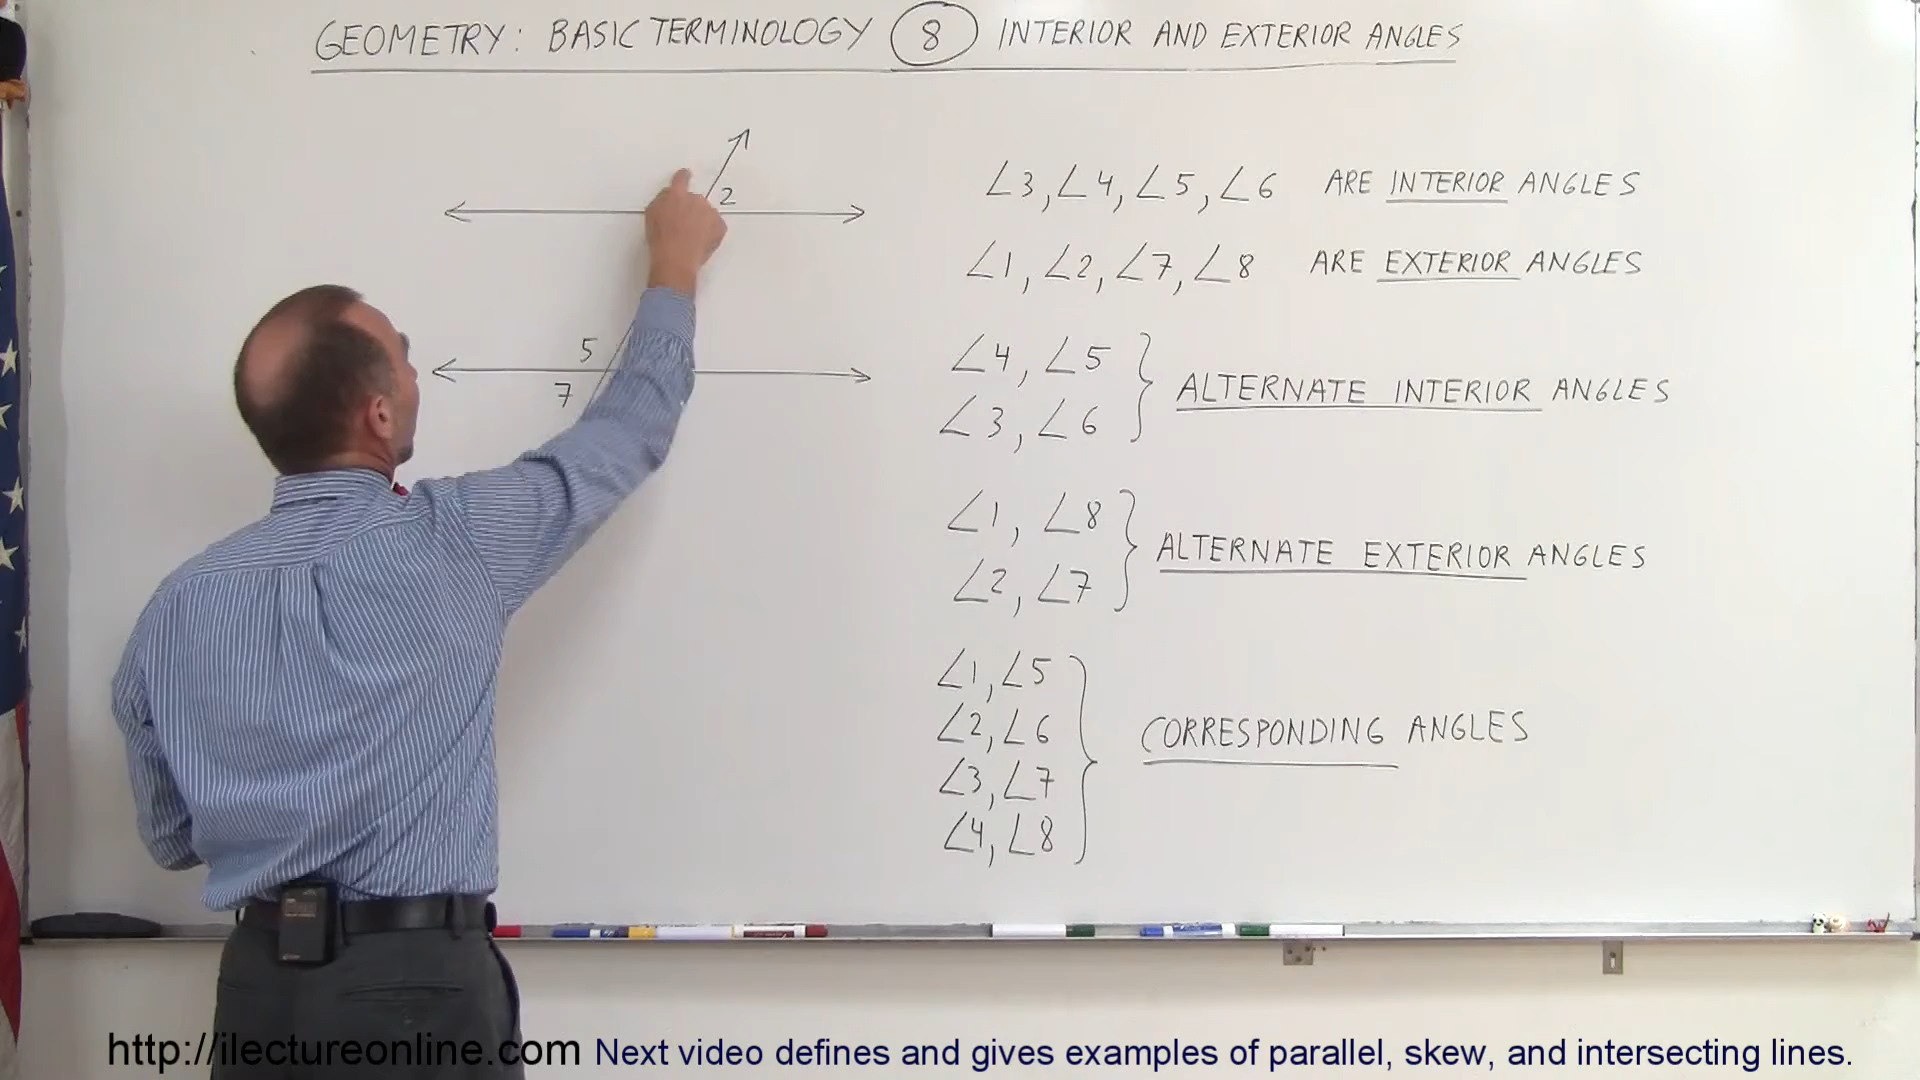 GEOMETRY: BASIC TERMINOLOGY 8 INTERIOR AND EXTERIOR ANGLES
2
5
7
∠3, ∠4, ∠5, ∠6 ARE INTERIOR ANGLES
∠1, ∠2, ∠7, ∠8 ARE EXTERIOR ANGLES
∠4, ∠5
∠3, ∠6
ALTERNATE INTERIOR ANGLES
∠1, ∠8
∠2, ∠7
ALTERNATE EXTERIOR ANGLES
∠1, ∠5
∠2, ∠6
∠3, ∠7
∠4, ∠8
CORRESPONDING ANGLES
http://ilectureonline.com Next video defines and gives examples of parallel, skew, and intersecting lines.